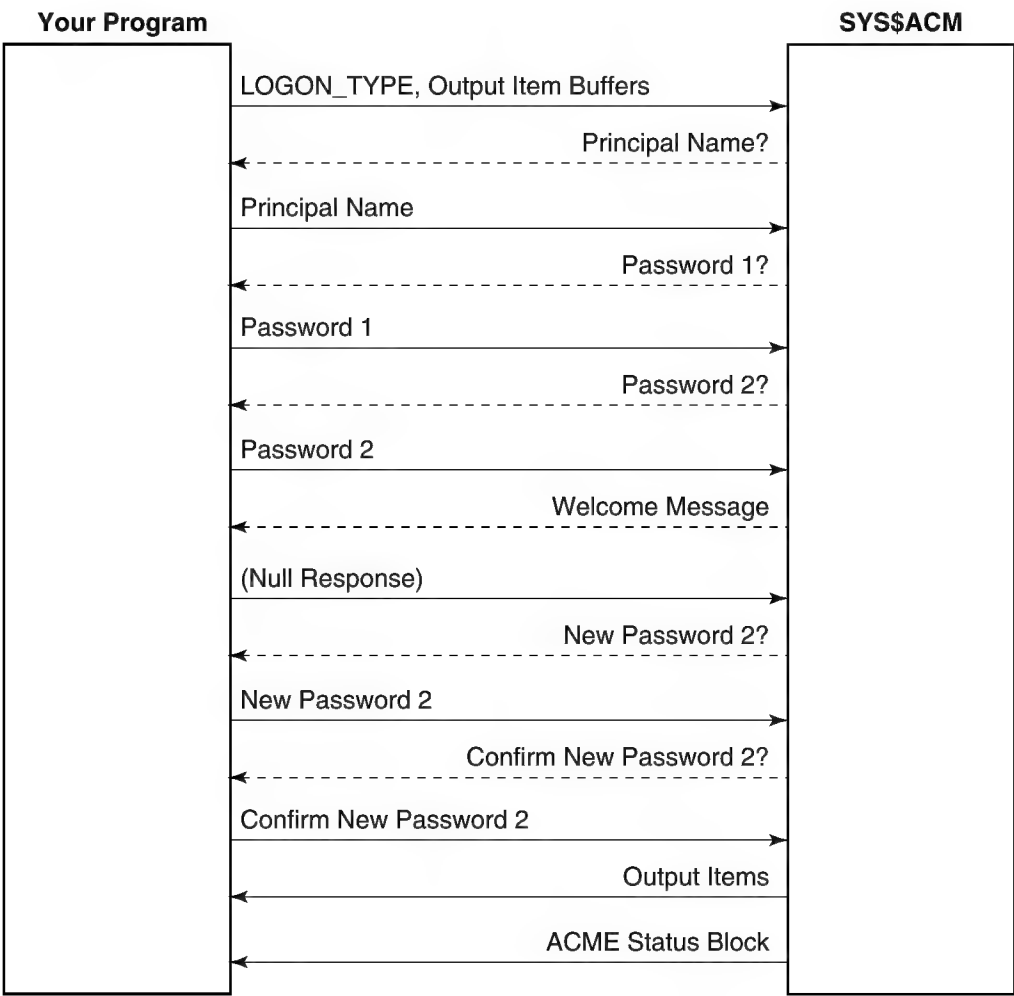 Your Program
SYS$ACM
LOGON_TYPE, Output Item Buffers
Principal Name?
Principal Name
Password 1?
Password 1
Password 2?
Password 2
Welcome Message
(Null Response)
New Password 2?
New Password 2
Confirm New Password 2?
Confirm New Password 2
Output Items
ACME Status Block